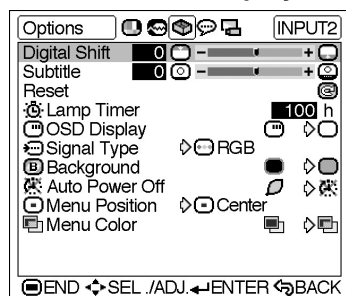 Options INPUT2
Digital Shift 0 − +
Subtitle 0 − +
Reset
Lamp Timer 100 h
OSD Display
Signal Type RGB
B Background
Auto Power Off
Menu Position Center
Menu Color
END SEL./ADJ. ENTER BACK